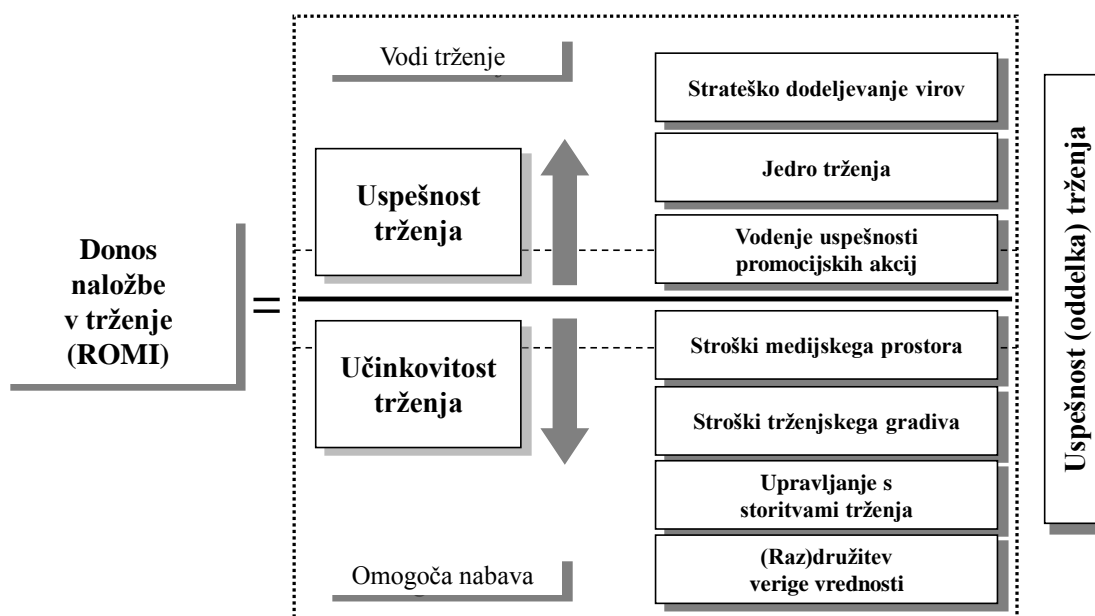 Vodi trženje
Strateško dodeljevanje virov
Jedro trženja
Uspešnost
trženja
Vodenje uspešnosti
promocijskih akcij
Donos
naložbe
v trženje
(ROMI)
=
Stroški medijskega prostora
Učinkovitost
trženja
Stroški trženjskega gradiva
Upravljanje s
storitvami trženja
Omogoča nabava
(Raz)družitev
verige vrednosti
Uspešnost (oddelka) trženja